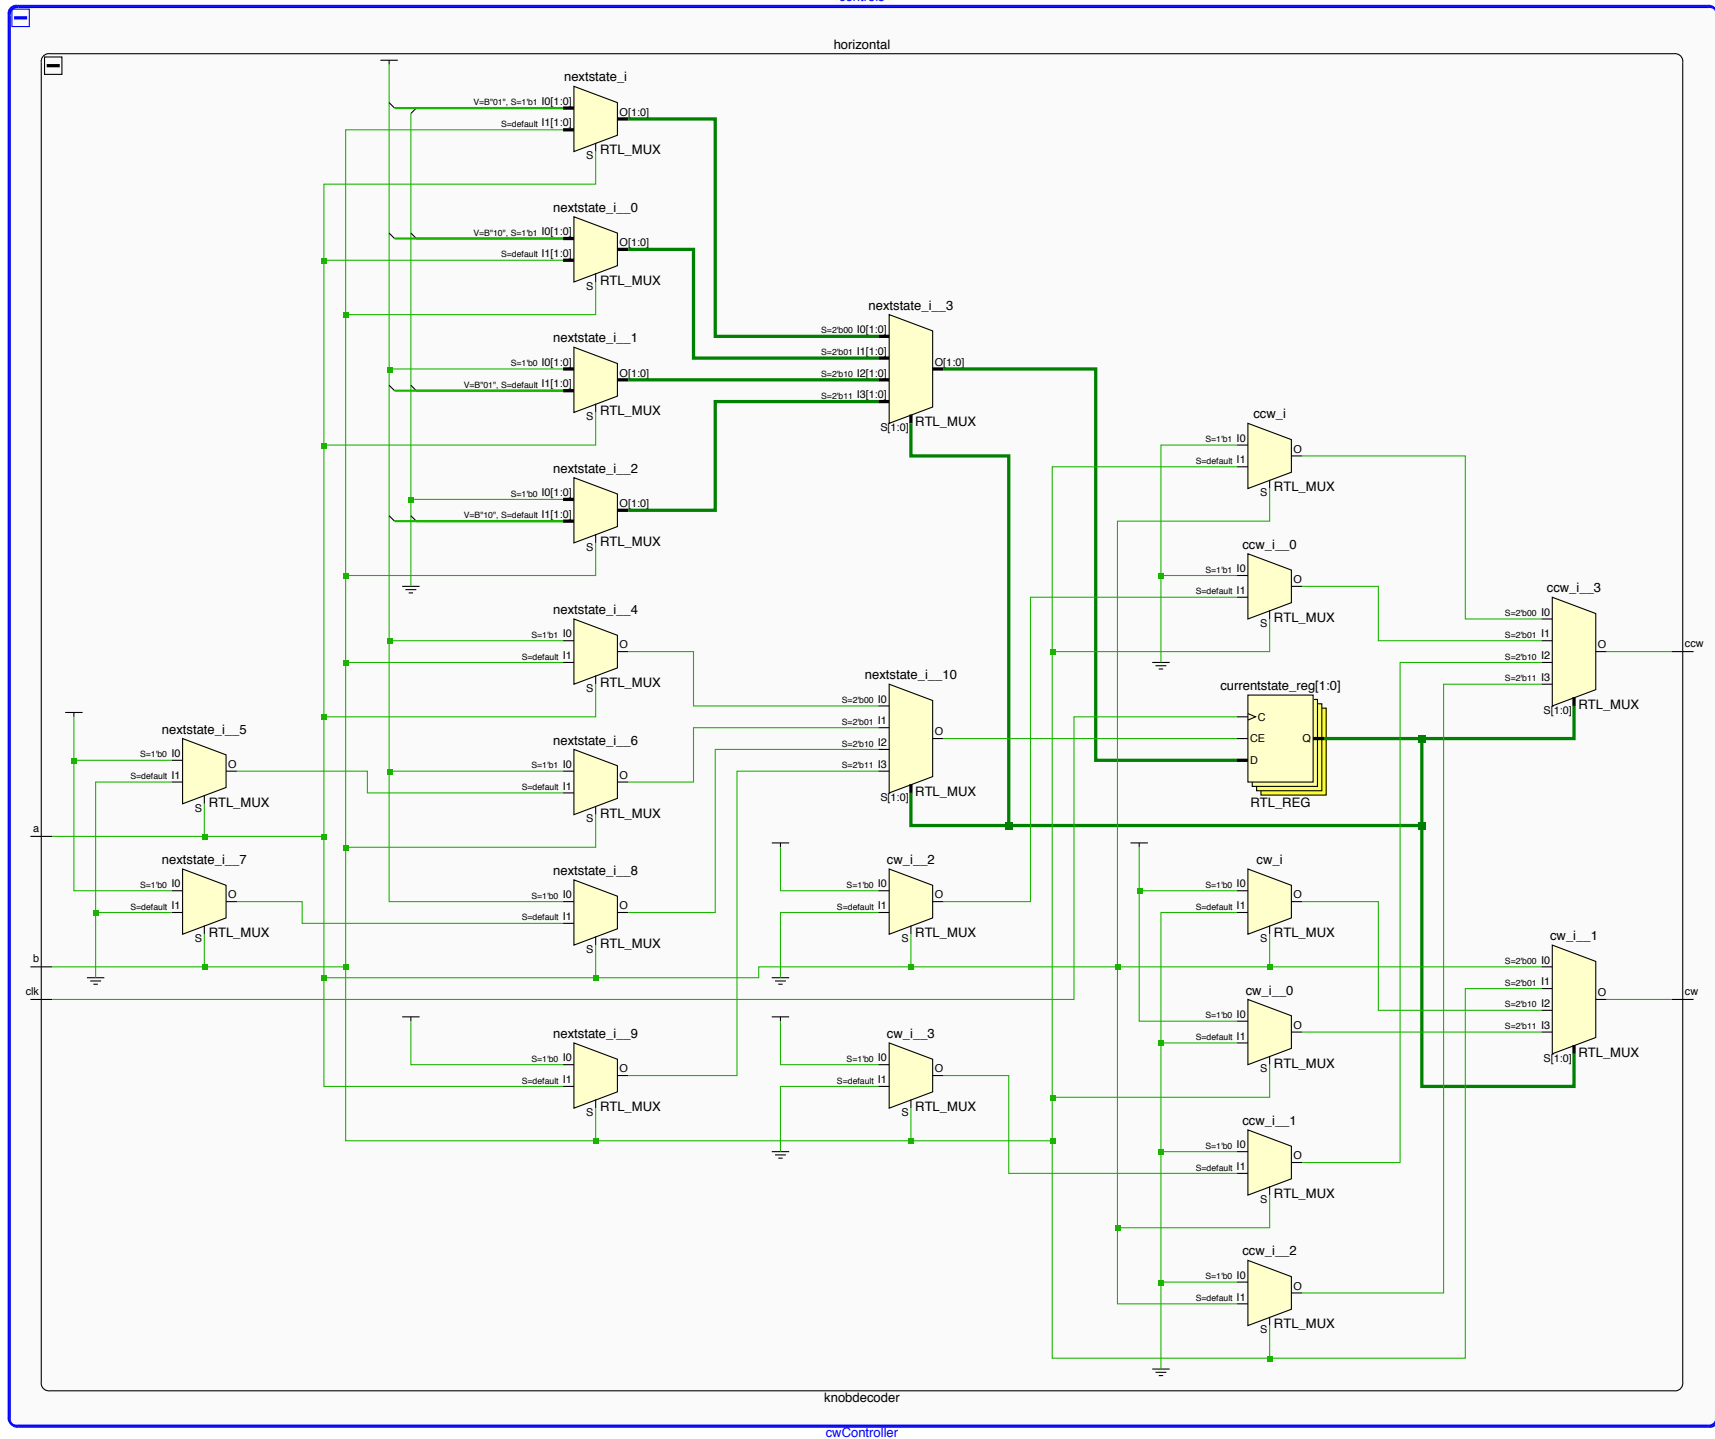 horizontal
nextstate_i
V=B"01", S=1'b1 I0[1:0]
S=default I1[1:0]
O[1:0]
S RTL_MUX
nextstate_i__0
V=B"10", S=1'b1 I0[1:0]
S=default I1[1:0]
O[1:0]
S RTL_MUX
nextstate_i__1
S=1'b0 I0[1:0]
V=B"01", S=default I1[1:0]
O[1:0]
S RTL_MUX
nextstate_i__2
S=1'b0 I0[1:0]
V=B"10", S=default I1[1:0]
O[1:0]
S RTL_MUX
nextstate_i__3
S=2'b00 I0[1:0]
S=2'b01 I1[1:0]
S=2'b10 I2[1:0]
S=2'b11 I3[1:0]
O[1:0]
S[1:0] RTL_MUX
nextstate_i__4
S=1'b1 I0
S=default I1
O
S RTL_MUX
nextstate_i__5
S=1'b0 I0
S=default I1
O
S RTL_MUX
nextstate_i__6
S=1'b1 I0
S=default I1
O
S RTL_MUX
nextstate_i__7
S=1'b0 I0
S=default I1
O
S RTL_MUX
nextstate_i__8
S=1'b0 I0
S=default I1
O
S RTL_MUX
nextstate_i__9
S=1'b0 I0
S=default I1
O
S RTL_MUX
nextstate_i__10
S=2'b00 I0
S=2'b01 I1
S=2'b10 I2
S=2'b11 I3
O
S[1:0] RTL_MUX
a
b
clk
cw_i__2
S=1'b0 I0
S=default I1
O
S RTL_MUX
cw_i__3
S=1'b0 I0
S=default I1
O
S RTL_MUX
ccw_i
S=1'b1 I0
S=default I1
O
S RTL_MUX
ccw_i__0
S=1'b1 I0
S=default I1
O
S RTL_MUX
currentstate_reg[1:0]
C
CE
D
Q
RTL_REG
cw_i
S=1'b0 I0
S=default I1
O
S RTL_MUX
cw_i__0
S=1'b0 I0
S=default I1
O
S RTL_MUX
ccw_i__1
S=1'b0 I0
S=default I1
O
S RTL_MUX
ccw_i__2
S=1'b0 I0
S=default I1
O
S RTL_MUX
ccw_i__3
S=2'b00 I0
S=2'b01 I1
S=2'b10 I2
S=2'b11 I3
O
S[1:0] RTL_MUX
ccw
cw_i__1
S=2'b00 I0
S=2'b01 I1
S=2'b10 I2
S=2'b11 I3
O
S[1:0] RTL_MUX
cw
knobdecoder
cwController